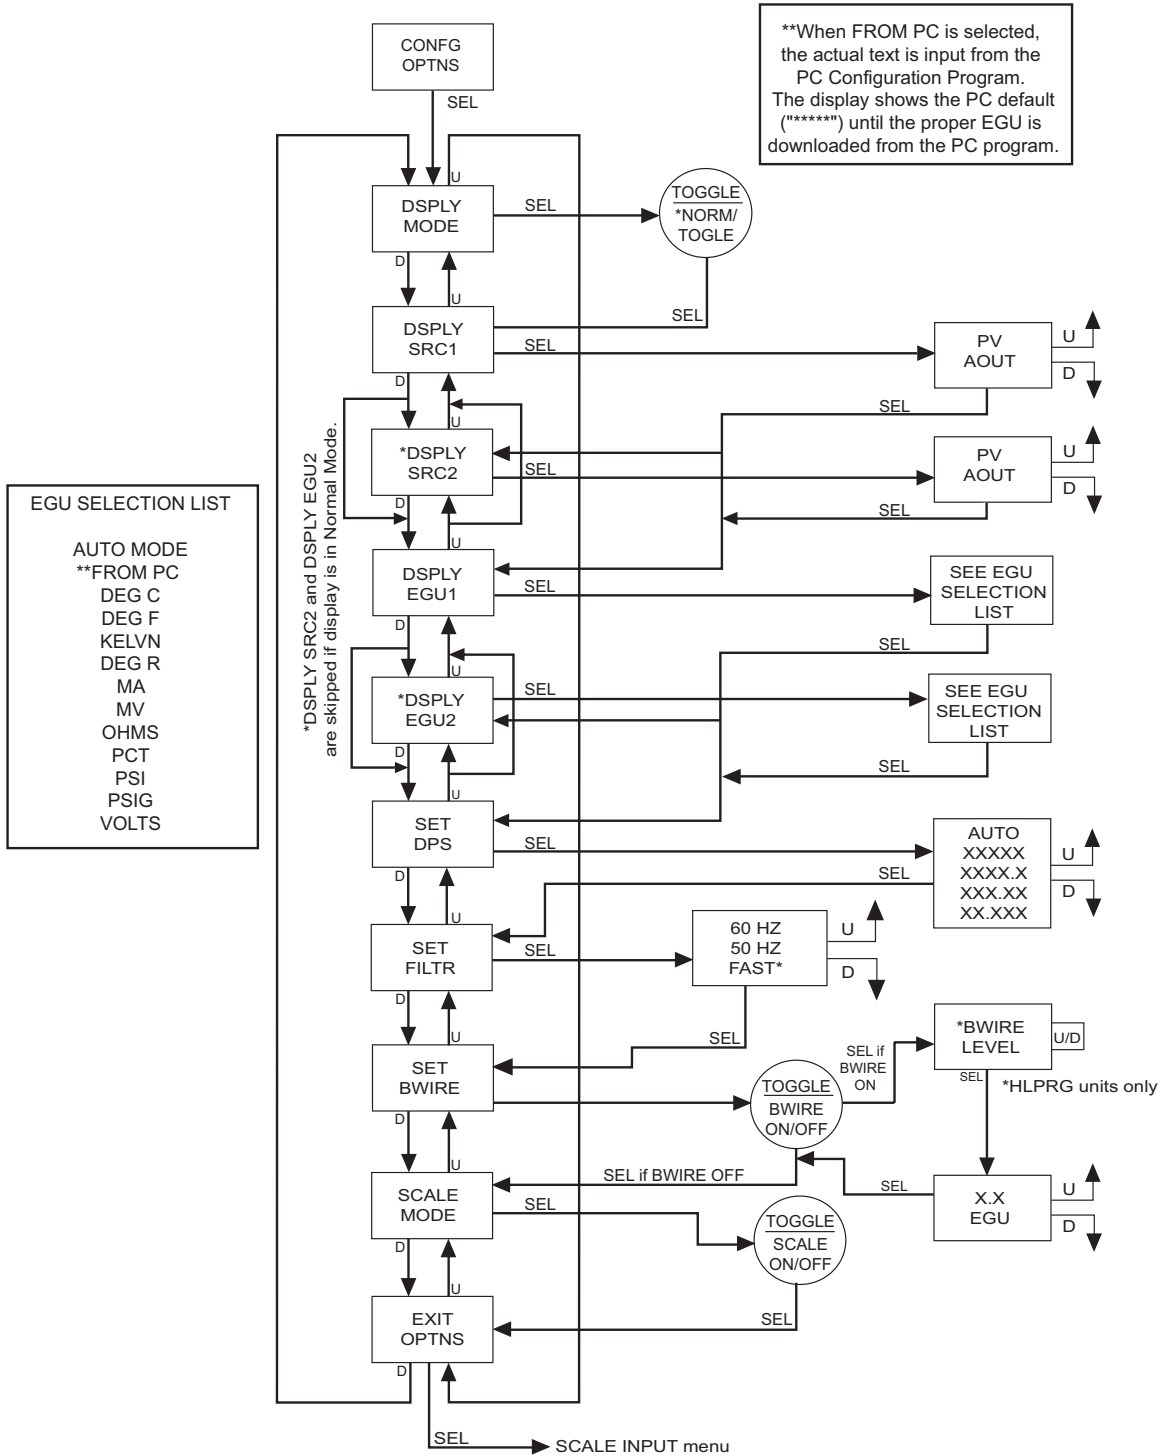 **When FROM PC is selected,
the actual text is input from the
PC Configuration Program.
The display shows the PC default
("*****") until the proper EGU is
downloaded from the PC program.
CONFG
OPTNS
SEL
U
DSPLY
MODE
D
SEL
TOGGLE
*NORM/
TOGLE
SEL
U
DSPLY
SRC1
D
SEL
PV
AOUT
U
D
SEL
U
*DSPLY
SRC2
D
SEL
PV
AOUT
U
D
SEL
*DSPLY SRC2 and DSPLY EGU2
are skipped if display is in Normal Mode.
EGU SELECTION LIST
AUTO MODE
**FROM PC
DEG C
DEG F
KELVN
DEG R
MA
MV
OHMS
PCT
PSI
PSIG
VOLTS
U
DSPLY
EGU1
D
SEL
SEE EGU
SELECTION
LIST
SEL
U
*DSPLY
EGU2
D
SEL
SEE EGU
SELECTION
LIST
SEL
U
SET
DPS
D
SEL
AUTO
XXXXX
XXXX.X
XXX.XX
XX.XXX
U
D
SEL
U
SET
FILTR
D
SEL
60 HZ
50 HZ
FAST*
U
D
SEL
U
SET
BWIRE
D
TOGGLE
BWIRE
ON/OFF
SEL if
BWIRE
ON
*BWIRE
LEVEL
U/D
SEL
*HLPRG units only
X.X
EGU
U
D
SEL
SEL if BWIRE OFF
U
SCALE
MODE
D
SEL
TOGGLE
SCALE
ON/OFF
SEL
U
EXIT
OPTNS
D
SEL
SCALE INPUT menu